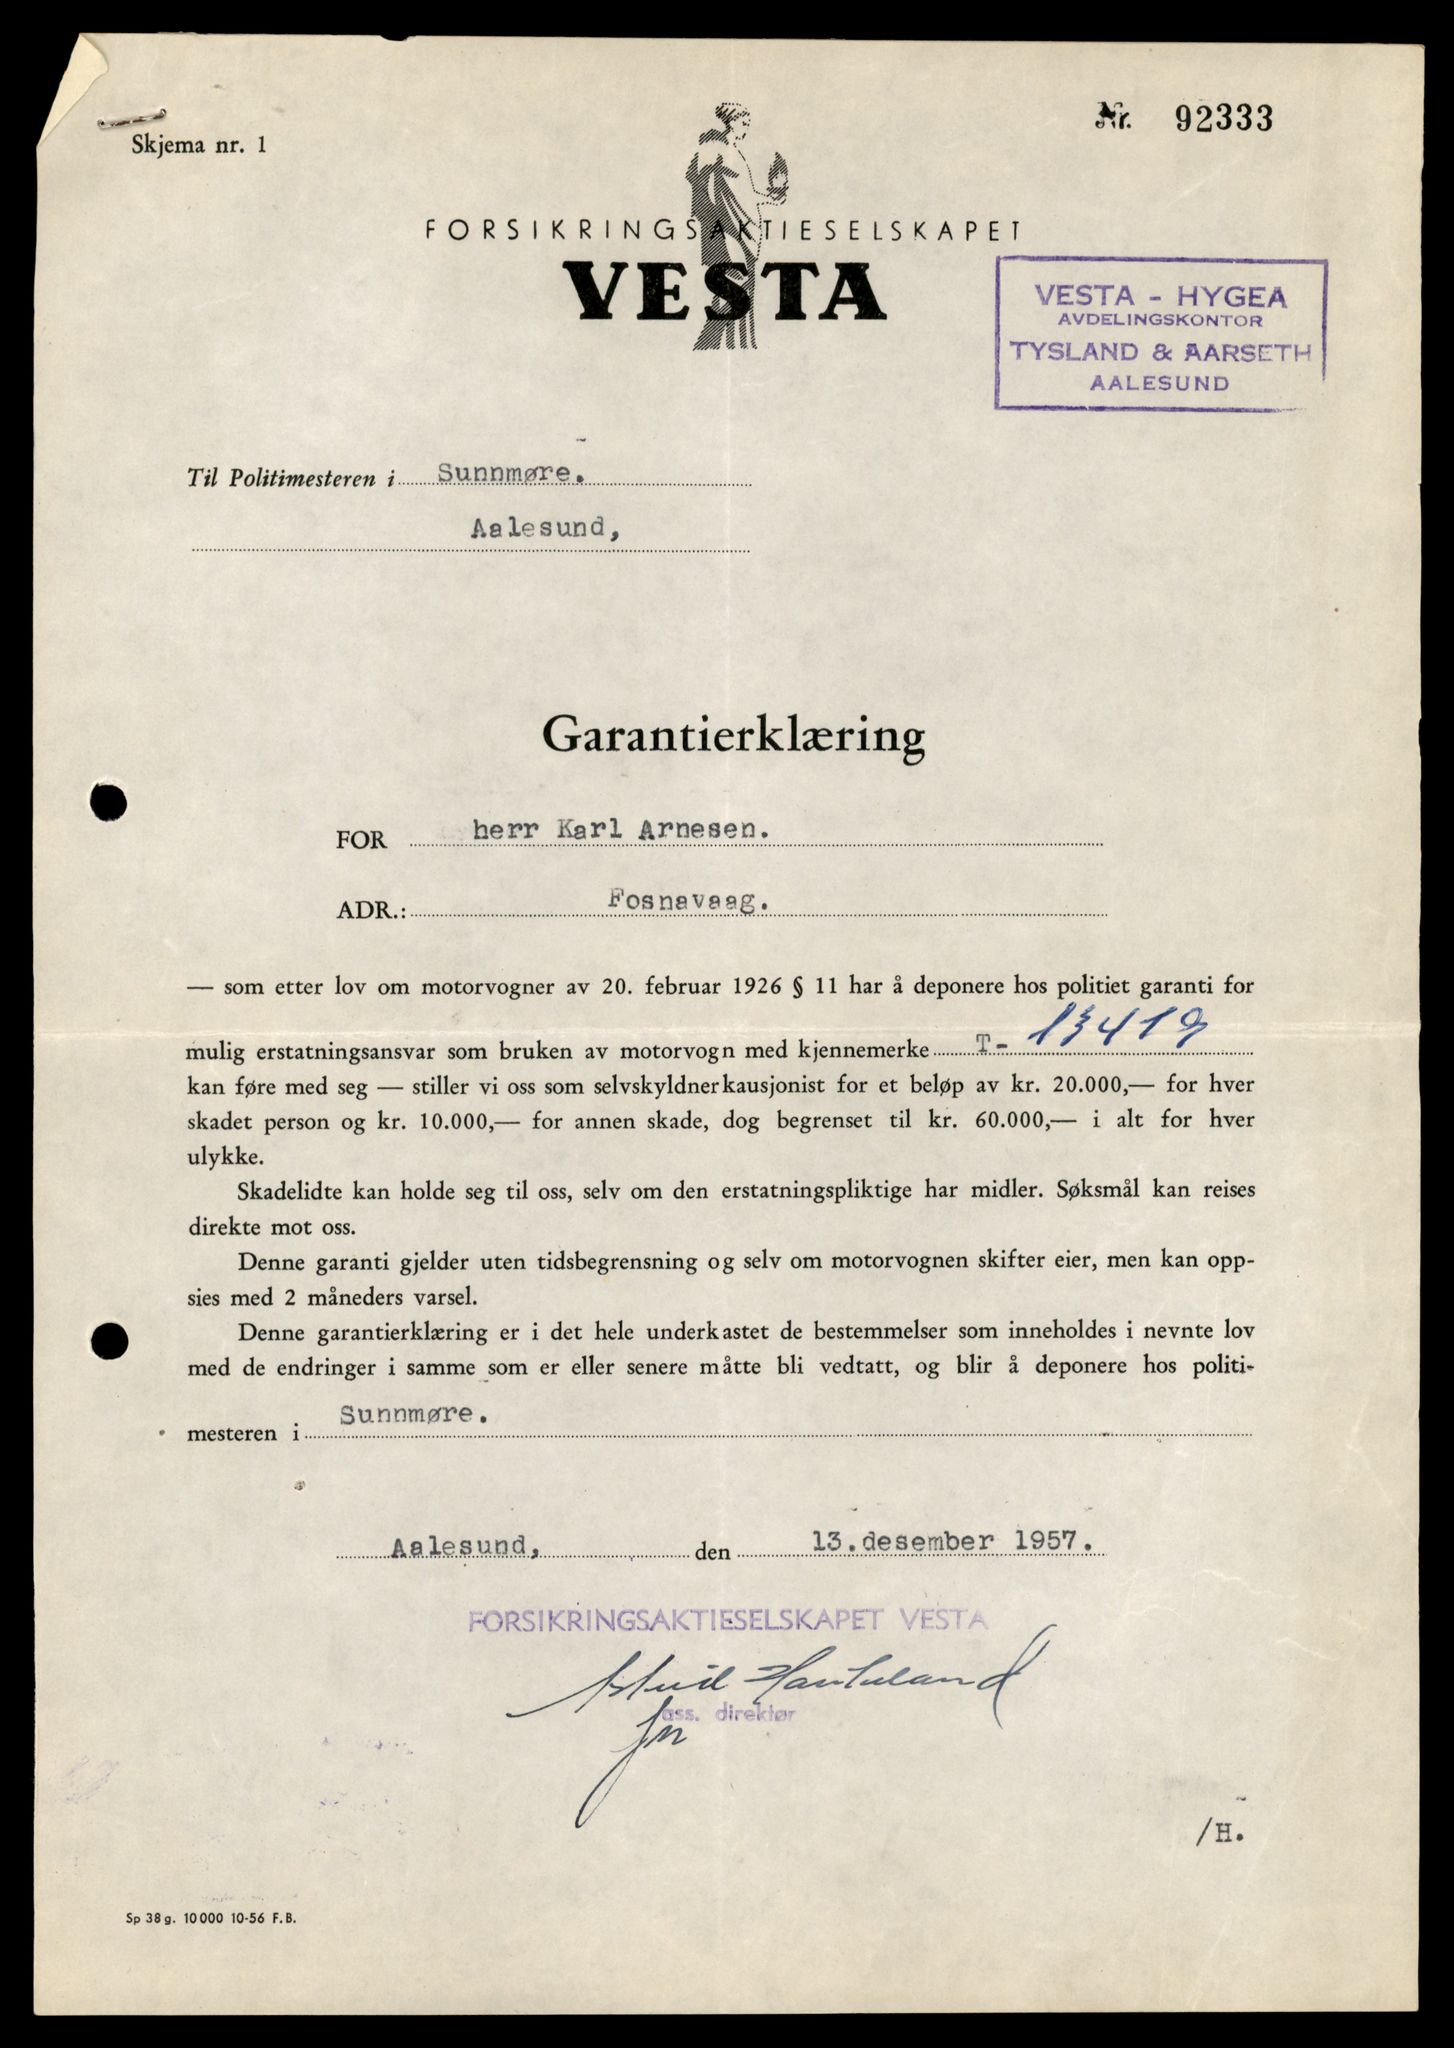 Skjema nr. 1
Nr. 92333
FORSIKRINGSAKTIESELSKAPET
VESTA
VESTA - HYGEA
AVDELINGSKONTOR
TYSLAND & AARSETH
AALESUND
Til Politimesteren i Sunnmøre.
Aalesund,
Garantierklæring
FOR herr Karl Arnesen.
ADR.: Fosnavaag.
— som etter lov om motorvogner av 20. februar 1926 § 11 har å deponere hos politiet garanti for
mulig erstatningsansvar som bruken av motorvogn med kjennemerke T- 13419
kan føre med seg — stiller vi oss som selvskyldnerkausjonist for et beløp av kr. 20.000,— for hver
skadet person og kr. 10.000,— for annen skade, dog begrenset til kr. 60.000,— i alt for hver
ulykke.
Skadelidte kan holde seg til oss, selv om den erstatningspliktige har midler. Søksmål kan reises
direkte mot oss.
Denne garanti gjelder uten tidsbegrensning og selv om motorvognen skifter eier, men kan opp-
sies med 2 måneders varsel.
Denne garantierklæring er i det hele underkastet de bestemmelser som inneholdes i nevnte lov
med de endringer i samme som er eller senere måtte bli vedtatt, og blir å deponere hos politi-
mesteren i Sunnmøre.
Aalesund, den 13. desember 1957.
FORSIKRINGSAKTIESELSKAPET VESTA
ass. direktør
/H.
Sp 38 g. 10 000 10-56 F. B.